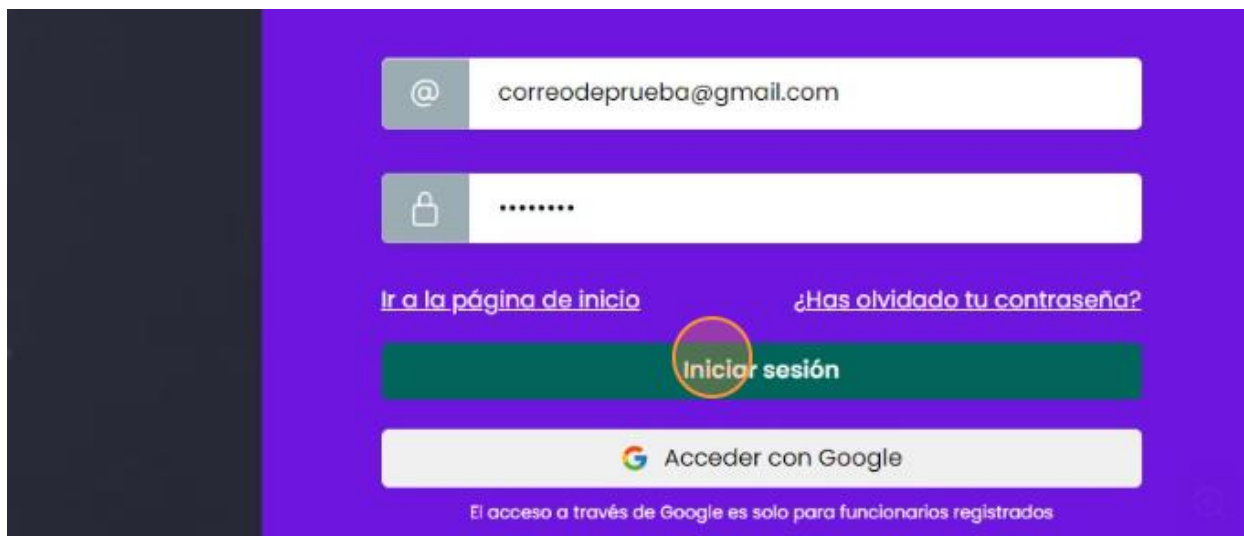 @ correodeprueba@gmail.com
••••••••
Ir a la página de inicio ¿Has olvidado tu contraseña?
Iniciar sesión
Acceder con Google
El acceso a través de Google es solo para funcionarios registrados